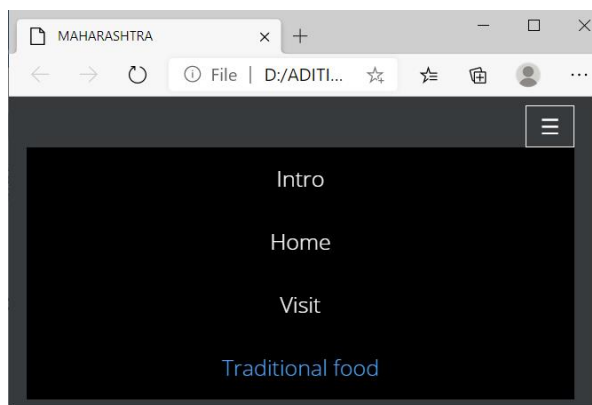 MAHARASHTRA
File | D:/ADITI...
Intro
Home
Visit
Traditional food